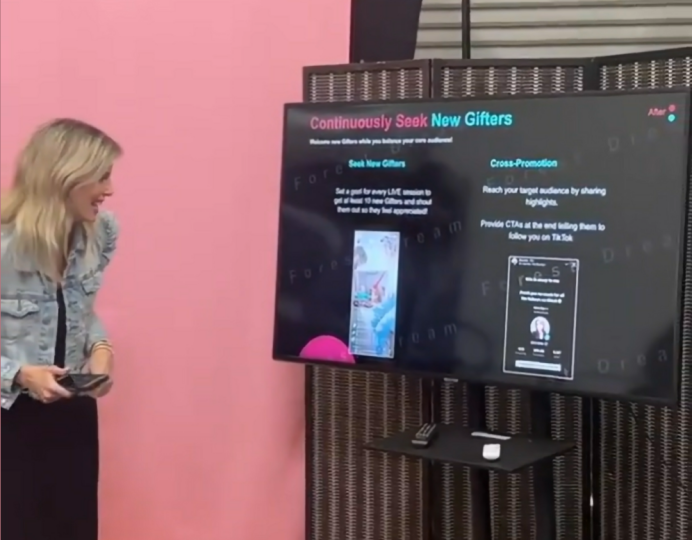 Continuously Seek New Gifters
After
Welcome new Gifters while you balance your core audience!
Seek New Gifters
Set a goal for every LIVE session to
get at least 10 new Gifters and shout
them out so they feel appreciated!
Cross-Promotion
Reach your target audience by sharing
highlights.
Provide CTAs at the end telling them to
follow you on TikTok
Fores Dream